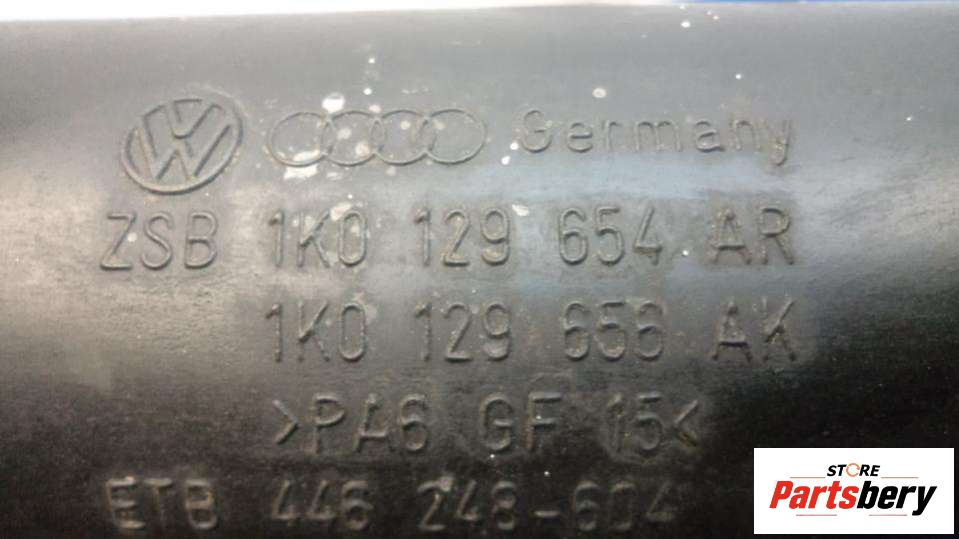 VW Germany
ZSB 1K0 129 654 AR
1K0 129 656 AK
>PA6 GF 15<
ETB 446 248-604
STORE
Partsbery